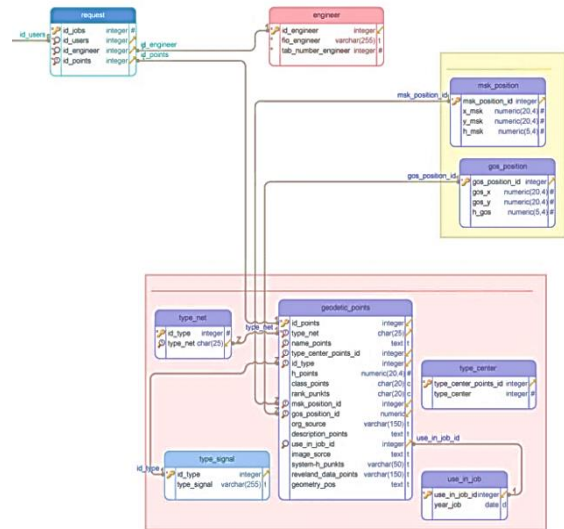 request
id_users
id_jobs integer #
id_users integer
id_engineer integer
id_points integer
id_engineer
id_points
engineer
id_engineer integer
fio_engineer varchar(255) t
tab_number_engineer integer #
msk_position
msk_position_id
msk_position_id integer
x_msk numeric(20,4) #
y_msk numeric(20,4) #
h_msk numeric(5,4) #
gos_position
gos_position_id
gos_position_id integer
gos_x numeric(20,4) #
gos_y numeric(20,4) #
h_gos numeric(5,4) #
type_net
id_type integer #
type_net char(25)
type_net
geodetic_points
id_points integer
type_net char(25)
name_points text t
type_center_points_id integer
id_type integer
h_points numeric(20,4) #
class_points char(20) c
rank_punkts char(20) c
msk_position_id integer
gos_position_id numeric
org_source varchar(150) t
description_points text t
use_in_job_id integer
image_sorce text t
system-h_punkts varchar(50) t
reveland_data_points varchar(150) t
geometry_pos text t
type_center
type_center_points_id integer
type_center integer #
use_in_job_id
type_signal
id_type
id_type integer
type_signal varchar(255) t
use_in_job
use_in_job_id integer
year_job date d